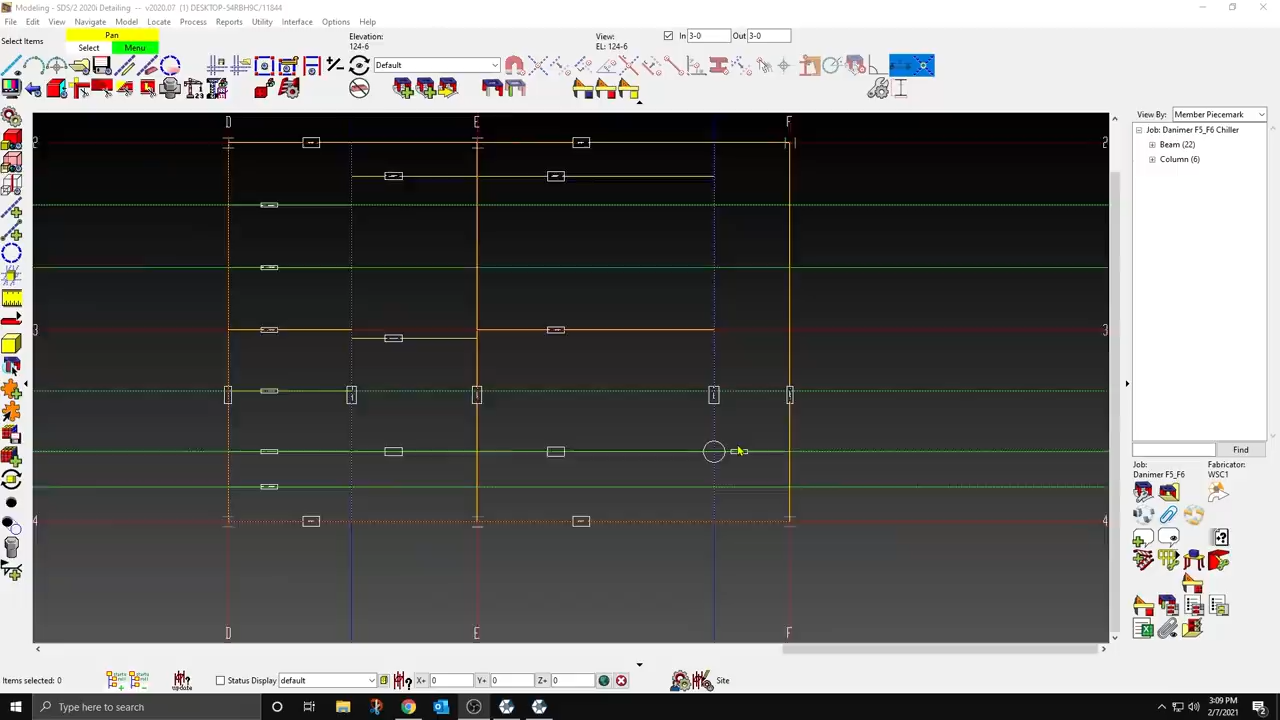 Modeling - SDS/2 2020i Detailing -- v2020.07 (1) DESKTOP-S4RBH9C/11844
File Edit View Navigate Model Locate Process Reports Utility Interface Options Help
Select Items
Pan
Select Menu
Elevation:
124-6
View:
EL: 124-6
In 3-0 Out 3-0
Default
View By: Member Piecemark
Job: Danimer F5_F6 Chiller
Beam (22)
Column (6)
D E F
2 2
3 3
4 4
D E F
Find
Job:
Danimer F5_F6
Fabricator:
WSC1
Items selected: 0
Status Display default
X+ 0 Y+ 0 Z+ 0
Site
Type here to search
3:09 PM
2/7/2021